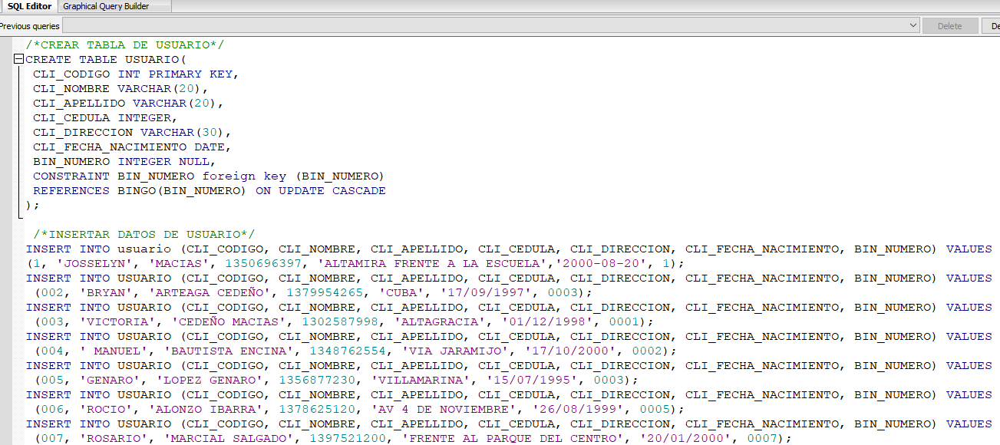 SQL Editor Graphical Query Builder
Previous queries Delete De
/*CREAR TABLA DE USUARIO*/
CREATE TABLE USUARIO(
CLI_CODIGO INT PRIMARY KEY,
CLI_NOMBRE VARCHAR(20),
CLI_APELLIDO VARCHAR(20),
CLI_CEDULA INTEGER,
CLI_DIRECCION VARCHAR(30),
CLI_FECHA_NACIMIENTO DATE,
BIN_NUMERO INTEGER NULL,
CONSTRAINT BIN_NUMERO foreign key (BIN_NUMERO)
REFERENCES BINGO(BIN_NUMERO) ON UPDATE CASCADE
);
/*INSERTAR DATOS DE USUARIO*/
INSERT INTO usuario (CLI_CODIGO, CLI_NOMBRE, CLI_APELLIDO, CLI_CEDULA, CLI_DIRECCION, CLI_FECHA_NACIMIENTO, BIN_NUMERO) VALUES
(1, 'JOSSELYN', 'MACIAS', 1350696397, 'ALTAMIRA FRENTE A LA ESCUELA','2000-08-20', 1);
INSERT INTO USUARIO (CLI_CODIGO, CLI_NOMBRE, CLI_APELLIDO, CLI_CEDULA, CLI_DIRECCION, CLI_FECHA_NACIMIENTO, BIN_NUMERO) VALUES
(002, 'BRYAN', 'ARTEAGA CEDEÑO', 1379954265, 'CUBA', '17/09/1997', 0003);
INSERT INTO USUARIO (CLI_CODIGO, CLI_NOMBRE, CLI_APELLIDO, CLI_CEDULA, CLI_DIRECCION, CLI_FECHA_NACIMIENTO, BIN_NUMERO) VALUES
(003, 'VICTORIA', 'CEDEÑO MACIAS', 1302587998, 'ALTAGRACIA', '01/12/1998', 0001);
INSERT INTO USUARIO (CLI_CODIGO, CLI_NOMBRE, CLI_APELLIDO, CLI_CEDULA, CLI_DIRECCION, CLI_FECHA_NACIMIENTO, BIN_NUMERO) VALUES
(004, ' MANUEL', 'BAUTISTA ENCINA', 1348762554, 'VIA JARAMIJO', '17/10/2000', 0002);
INSERT INTO USUARIO (CLI_CODIGO, CLI_NOMBRE, CLI_APELLIDO, CLI_CEDULA, CLI_DIRECCION, CLI_FECHA_NACIMIENTO, BIN_NUMERO) VALUES
(005, 'GENARO', 'LOPEZ GENARO', 1356877230, 'VILLAMARINA', '15/07/1995', 0003);
INSERT INTO USUARIO (CLI_CODIGO, CLI_NOMBRE, CLI_APELLIDO, CLI_CEDULA, CLI_DIRECCION, CLI_FECHA_NACIMIENTO, BIN_NUMERO) VALUES
(006, 'ROCIO', 'ALONZO IBARRA', 1378625120, 'AV 4 DE NOVIEMBRE', '26/08/1999', 0005);
INSERT INTO USUARIO (CLI_CODIGO, CLI_NOMBRE, CLI_APELLIDO, CLI_CEDULA, CLI_DIRECCION, CLI_FECHA_NACIMIENTO, BIN_NUMERO) VALUES
(007, 'ROSARIO', 'MARCIAL SALGADO', 1397521200, 'FRENTE AL PARQUE DEL CENTRO', '20/01/2000', 0007);